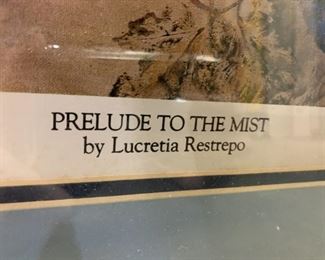 PRELUDE TO THE MIST
by Lucretia Restrepo